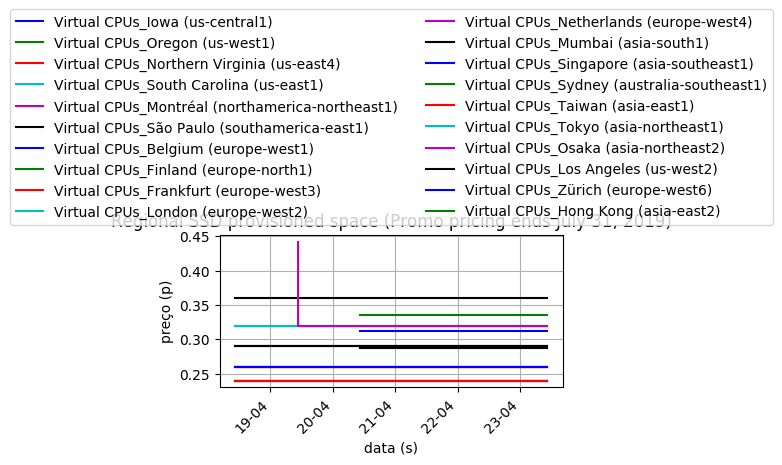 Virtual CPUs_Iowa (us-central1)
Virtual CPUs_Oregon (us-west1)
Virtual CPUs_Northern Virginia (us-east4)
Virtual CPUs_South Carolina (us-east1)
Virtual CPUs_Montréal (northamerica-northeast1)
Virtual CPUs_São Paulo (southamerica-east1)
Virtual CPUs_Belgium (europe-west1)
Virtual CPUs_Finland (europe-north1)
Virtual CPUs_Frankfurt (europe-west3)
Virtual CPUs_London (europe-west2)
Virtual CPUs_Netherlands (europe-west4)
Virtual CPUs_Mumbai (asia-south1)
Virtual CPUs_Singapore (asia-southeast1)
Virtual CPUs_Sydney (australia-southeast1)
Virtual CPUs_Taiwan (asia-east1)
Virtual CPUs_Tokyo (asia-northeast1)
Virtual CPUs_Osaka (asia-northeast2)
Virtual CPUs_Los Angeles (us-west2)
Virtual CPUs_Zürich (europe-west6)
Virtual CPUs_Hong Kong (asia-east2)
Regional SSD provisioned space (Promo pricing ends July 31, 2019)
0.45
0.40
0.35
0.30
0.25
preço (p)
19-04
20-04
21-04
22-04
23-04
data (s)